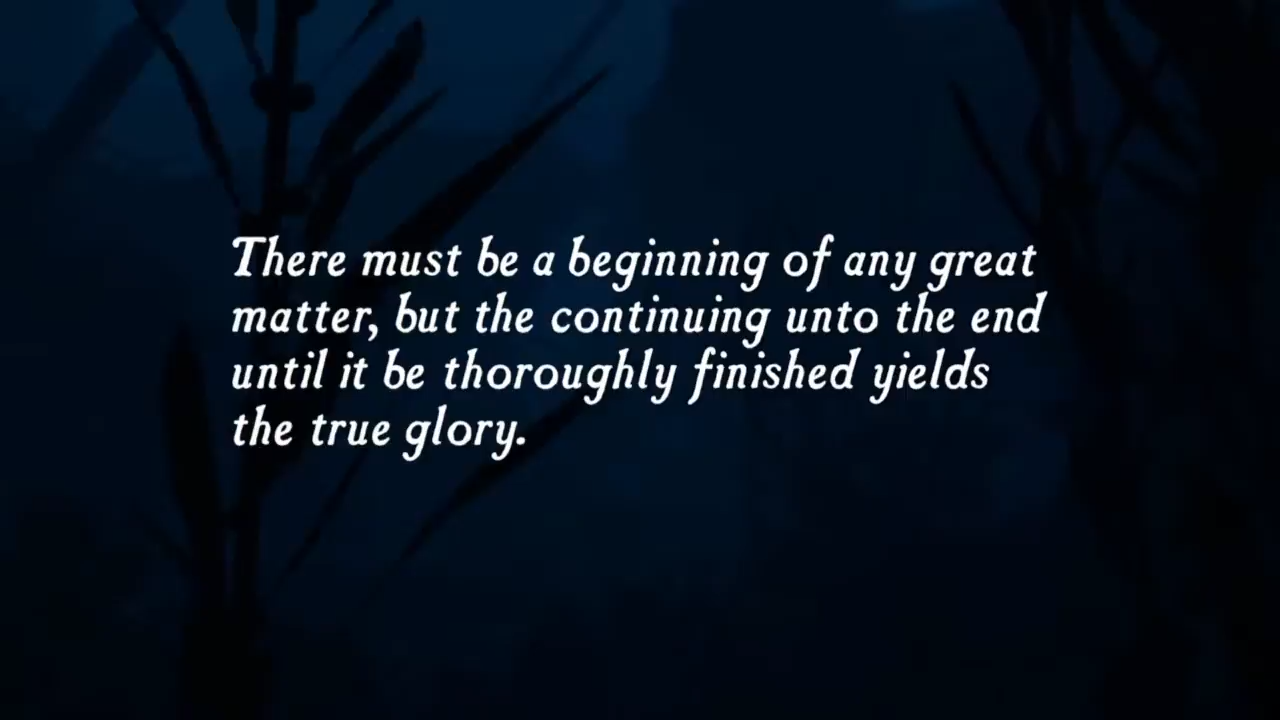 There must be a beginning of any great
matter, but the continuing unto the end
until it be thoroughly finished yields
the true glory.